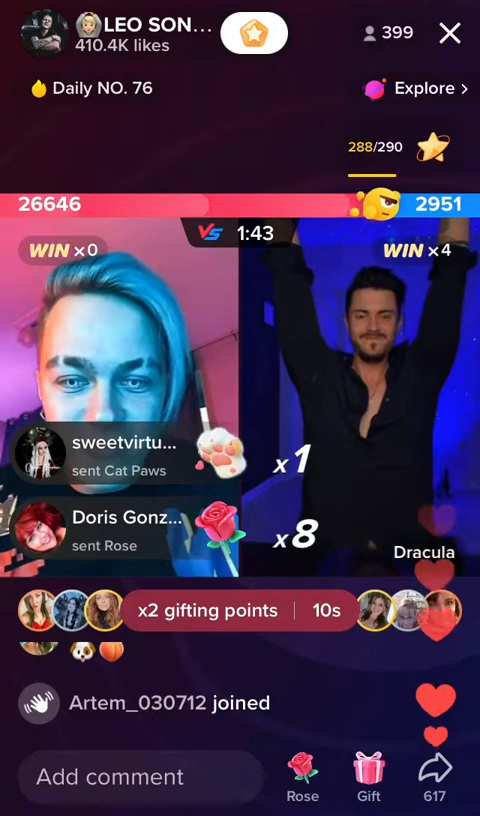 LEO SON...
410.4K likes
399
Daily NO. 76
Explore >
288/290
26646
2951
VS 1:43
WIN x0
WIN x4
sweetvirtu...
sent Cat Paws
x1
Doris Gonz...
sent Rose
x8
Dracula
x2 gifting points | 10s
Artem_030712 joined
Add comment
Rose
Gift
617